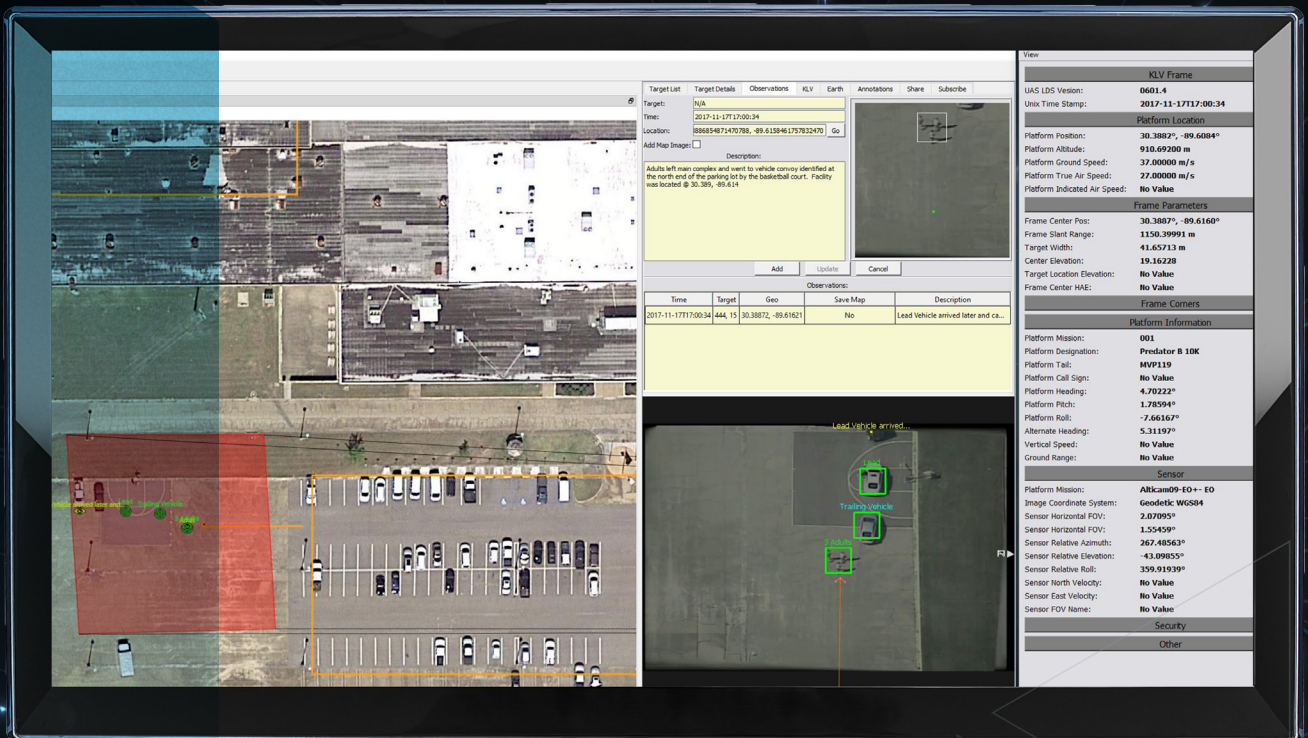 Target List Target Details Observations KLV Earth Annotations Share Subscribe
Target: N/A
Time: 2017-11-17T17:00:34
Location: 886854871470788, -89.6158461757832470 Go
Add Map Image:
Description:
Adults left main complex and went to vehicle convoy identified at
the north end of the parking lot by the basketball court. Facility
was located @ 30.389, -89.614
Add Update Cancel
Observations:
Time Target Geo Save Map Description
2017-11-17T17:00:34 444, 15 30.38872, -89.61621 No Lead Vehicle arrived later and ca...
Lead Vehicle arrived...
Lead
Trailing Vehicle
3 Adults
vehicle arrived later and...
Lead
Trailing Vehicle
View
KLV Frame
UAS LDS Vesion: 0601.4
Unix Time Stamp: 2017-11-17T17:00:34
Platform Location
Platform Position: 30.3882°, -89.6084°
Platform Altitude: 910.69200 m
Platform Ground Speed: 37.00000 m/s
Platform True Air Speed: 27.00000 m/s
Platform Indicated Air Speed: No Value
Frame Parameters
Frame Center Pos: 30.3887°, -89.6160°
Frame Slant Range: 1150.39991 m
Target Width: 41.65713 m
Center Elevation: 19.16228
Target Location Elevation: No Value
Frame Center HAE: No Value
Frame Corners
Platform Information
Platform Mission: 001
Platform Designation: Predator B 10K
Platform Tail: MVP119
Platform Call Sign: No Value
Platform Heading: 4.70222°
Platform Pitch: 1.78594°
Platform Roll: -7.66167°
Alternate Heading: 5.31197°
Vertical Speed: No Value
Ground Range: No Value
Sensor
Platform Mission: Alticam09-EO+- EO
Image Coordinate System: Geodetic WGS84
Sensor Horizontal FOV: 2.07095°
Sensor Horizontal FOV: 1.55459°
Sensor Relative Azimuth: 267.48563°
Sensor Relative Elevation: -43.09855°
Sensor Relative Roll: 359.91939°
Sensor North Velocity: No Value
Sensor East Velocity: No Value
Sensor FOV Name: No Value
Security
Other